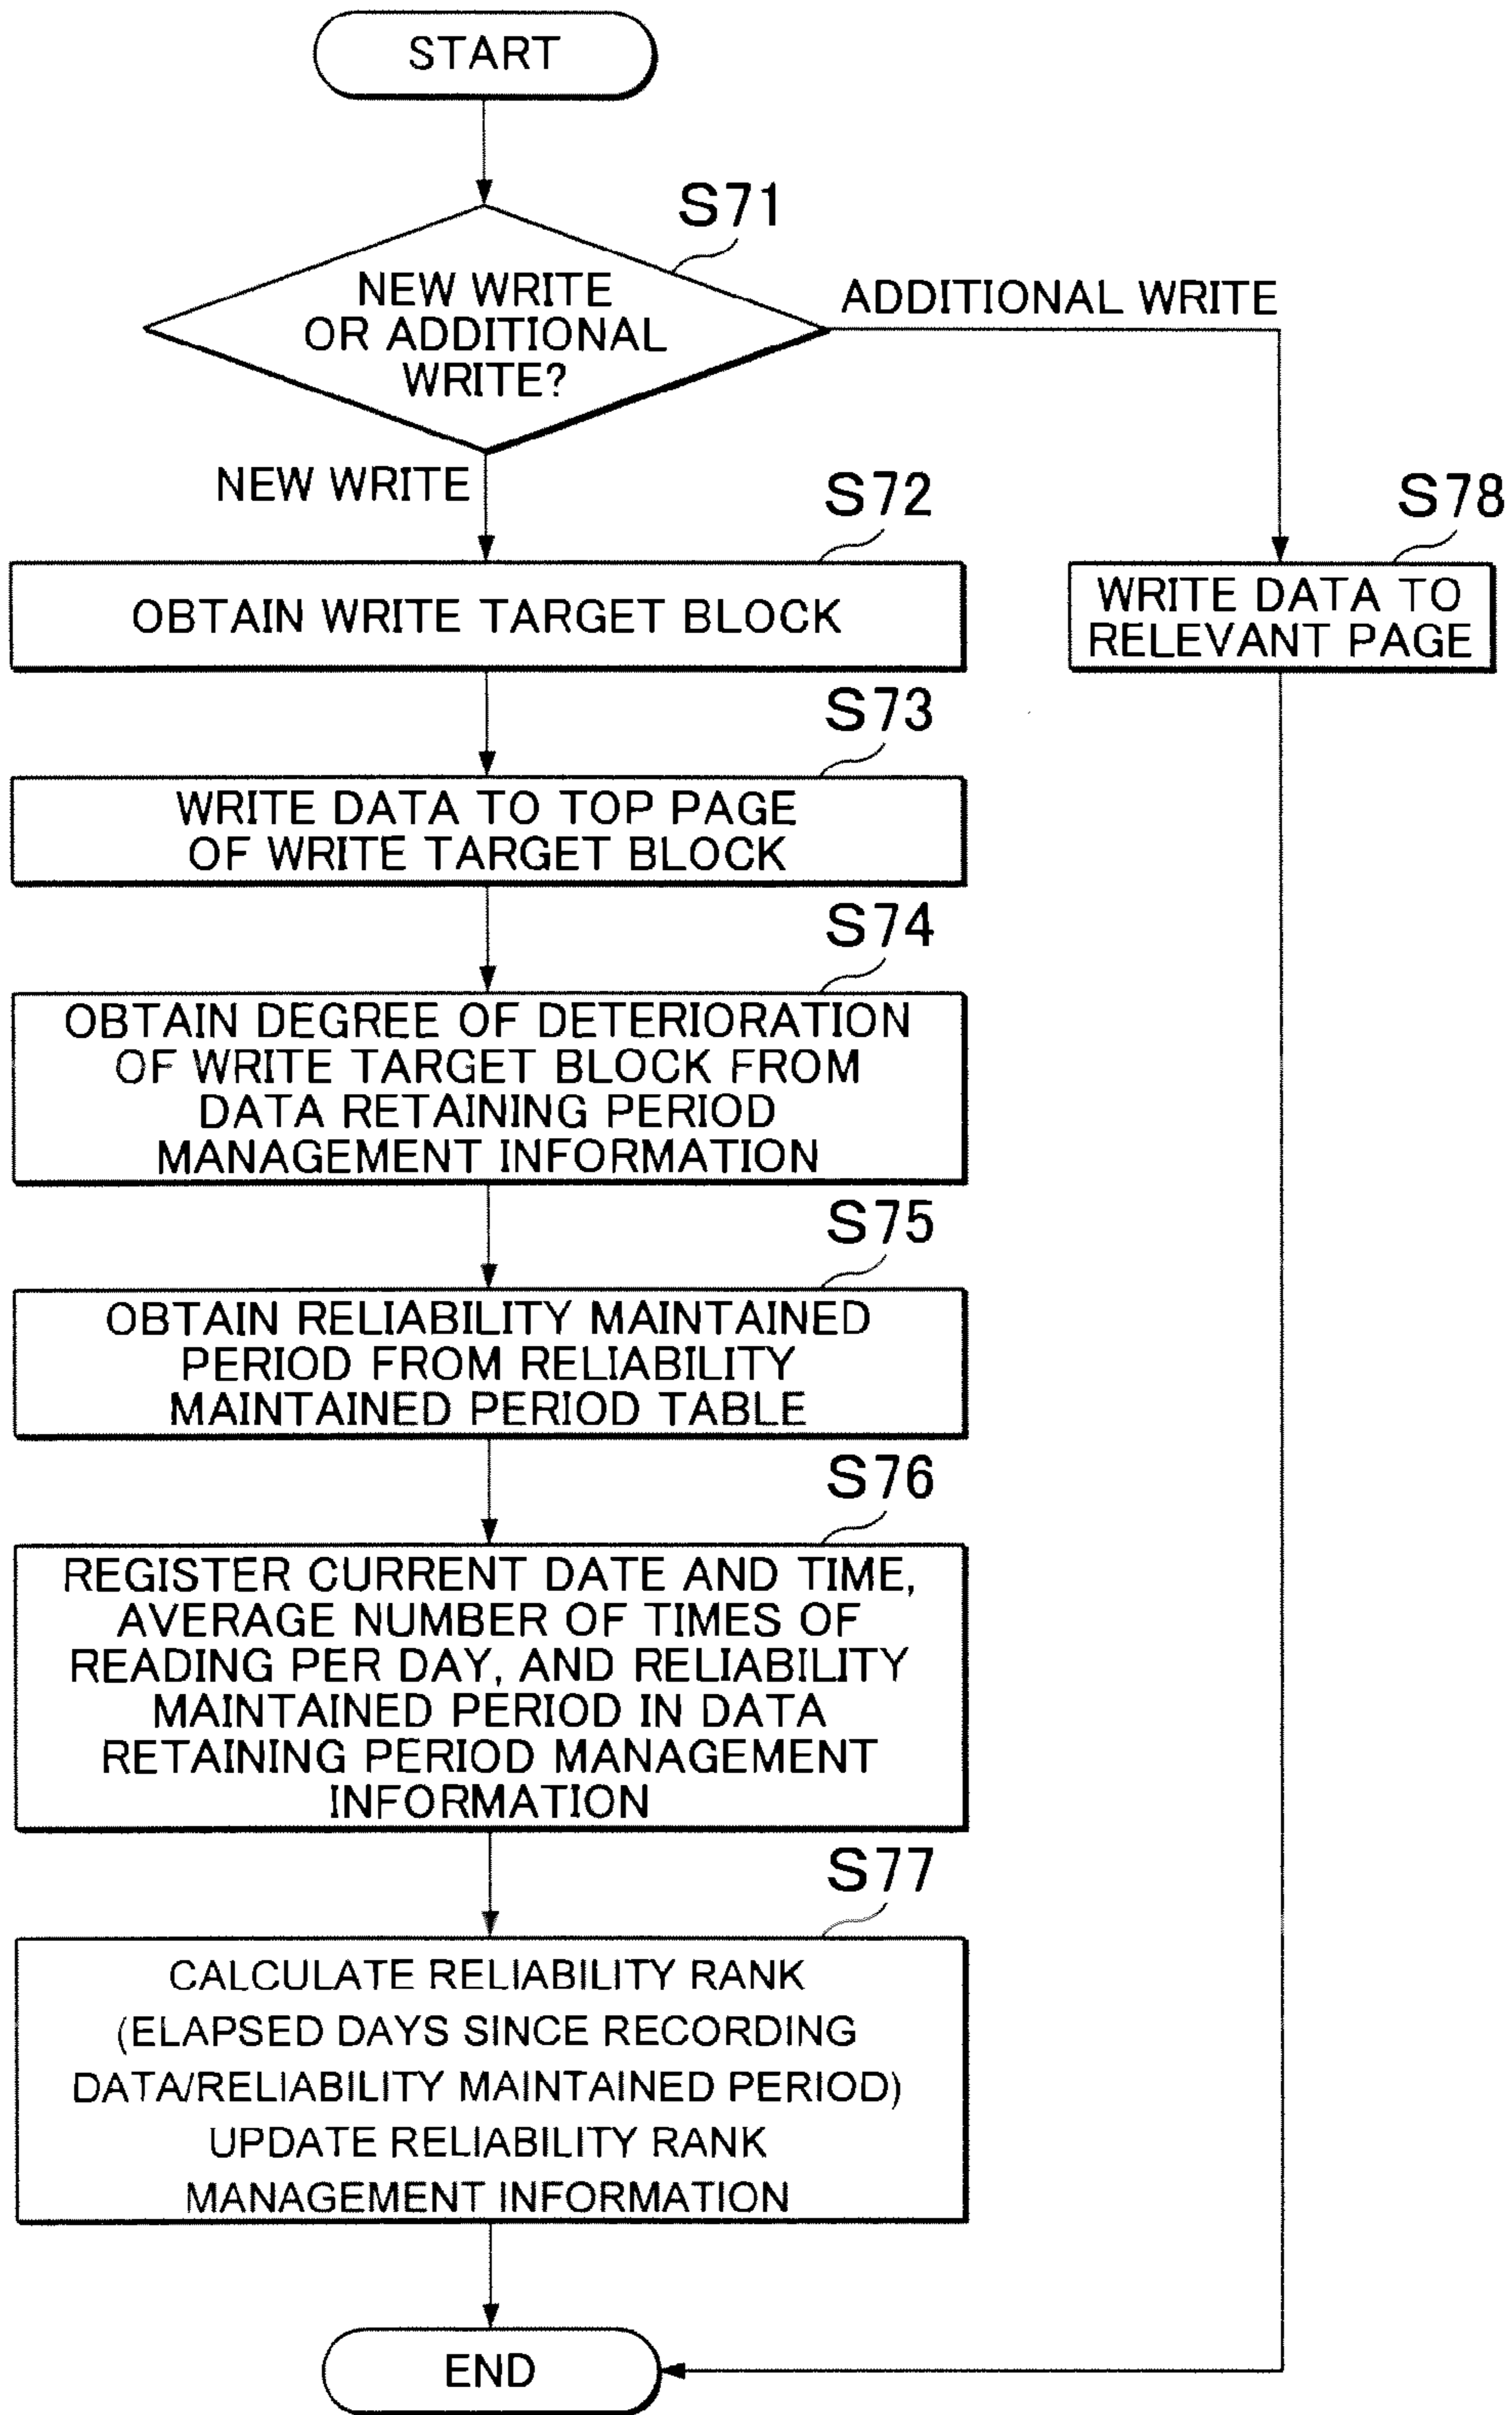 START
S71
NEW WRITE
OR ADDITIONAL
WRITE?
ADDITIONAL WRITE
NEW WRITE
S72
OBTAIN WRITE TARGET BLOCK
S78
WRITE DATA TO
RELEVANT PAGE
S73
WRITE DATA TO TOP PAGE
OF WRITE TARGET BLOCK
S74
OBTAIN DEGREE OF DETERIORATION
OF WRITE TARGET BLOCK FROM
DATA RETAINING PERIOD
MANAGEMENT INFORMATION
S75
OBTAIN RELIABILITY MAINTAINED
PERIOD FROM RELIABILITY
MAINTAINED PERIOD TABLE
S76
REGISTER CURRENT DATE AND TIME,
AVERAGE NUMBER OF TIMES OF
READING PER DAY, AND RELIABILITY
MAINTAINED PERIOD IN DATA
RETAINING PERIOD MANAGEMENT
INFORMATION
S77
CALCULATE RELIABILITY RANK
(ELAPSED DAYS SINCE RECORDING
DATA/RELIABILITY MAINTAINED PERIOD)
UPDATE RELIABILITY RANK
MANAGEMENT INFORMATION
END